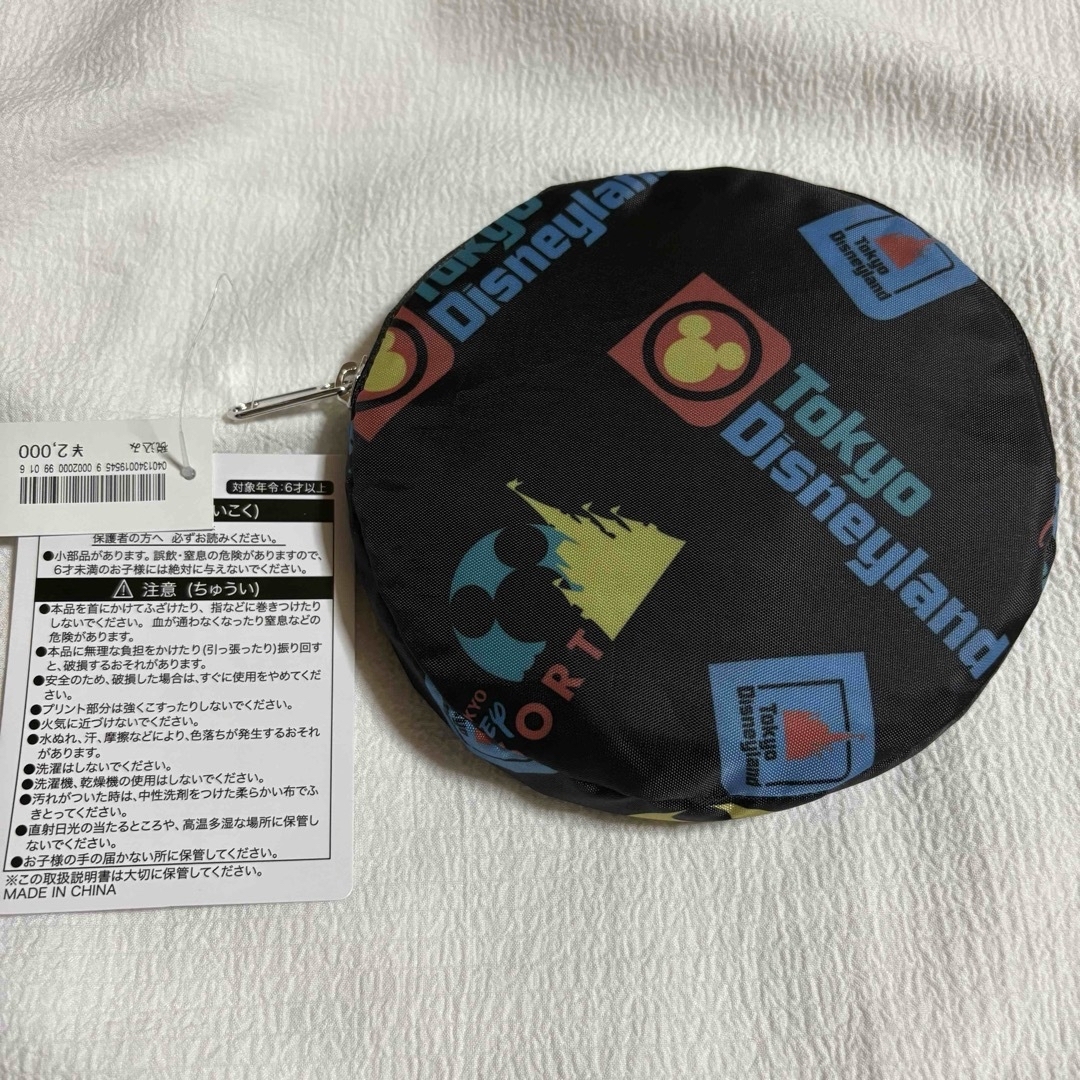 税込み
¥2,000
0401340019545 9 0002000 99 01 6
対象年令:6才以上
いこく)
保護者の方へ 必ずお読みください。
●小部品があります。誤飲・窒息の危険がありますので、
6才未満のお子様には絶対に与えないでください。
⚠ 注意 (ちゅうい)
●本品を首にかけてふざけたり、指などに巻きつけたり
しないでください。血が通わなくなったり窒息などの
危険があります。
●本品に無理な負担をかけたり(引っ張ったり)振り回す
と、破損するおそれがあります。
●安全のため、破損した場合は、すぐに使用をやめてくだ
さい。
●プリント部分は強くこすったりしないでください。
●火気に近づけないでください。
●水ぬれ、汗、摩擦などにより、色落ちが発生するおそれ
があります。
●洗濯はしないでください。
●洗濯機、乾燥機の使用はしないでください。
●汚れがついた時は、中性洗剤をつけた柔らかい布でふ
きとってください。
●直射日光の当たるところや、高温多湿な場所に保管し
ないでください。
●お子様の手の届かない所に保管してください。
※この取扱説明書は大切に保管してください。
MADE IN CHINA
Tokyo
Disneyland
Tokyo
Disneyland
Tokyo
Disneyland
KYO
EY
ORT
Tokyo
Disneyland